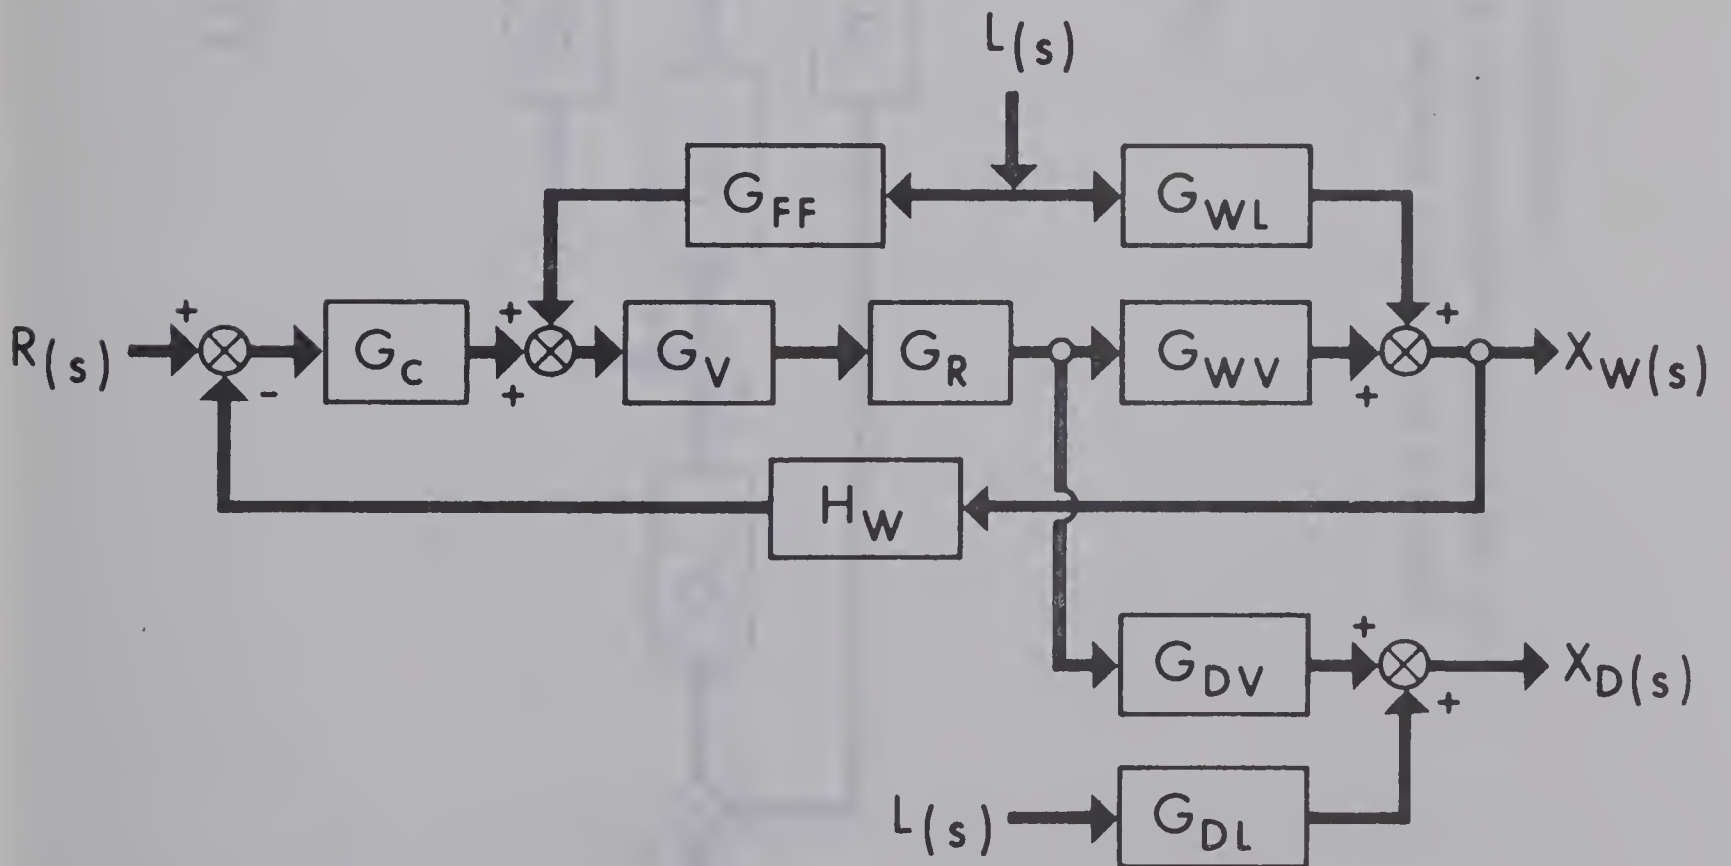 L(s)
G_FF
G_WL
+
+
+
R(s)
G_C
G_V
G_R
G_WV
X_W(s)
-
+
+
H_W
+
G_DV
X_D(s)
+
L(s)
G_DL